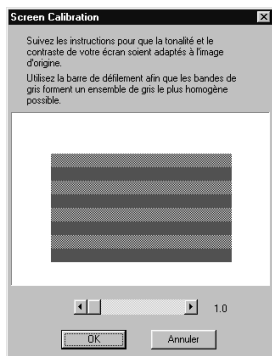 Screen Calibration
Suivez les instructions pour que la tonalité et le
contraste de votre écran soient adaptés à l'image
d'origine.
Utilisez la barre de défilement afin que les bandes de
gris forment un ensemble de gris le plus homogène
possible.
1.0
OK
Annuler